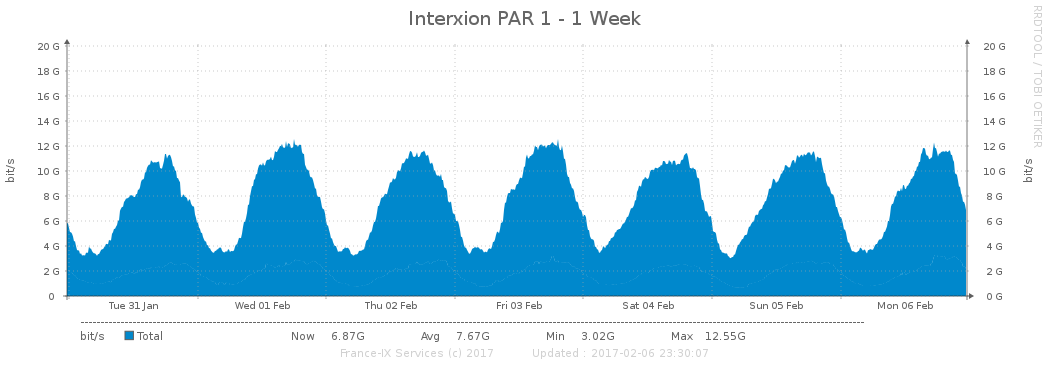 Interxion PAR 1 - 1 Week
RRDTOOL / TOBI OETIKER
20 G 20 G
18 G 18 G
16 G 16 G
14 G 14 G
12 G 12 G
10 G 10 G
8 G 8 G
6 G 6 G
4 G 4 G
2 G 2 G
0 0 G
bit/s bit/s
Tue 31 Jan Wed 01 Feb Thu 02 Feb Fri 03 Feb Sat 04 Feb Sun 05 Feb Mon 06 Feb
bit/s Total Now 6.87G Avg 7.67G Min 3.02G Max 12.55G
France-IX Services (c) 2017 Updated : 2017-02-06 23:30:07